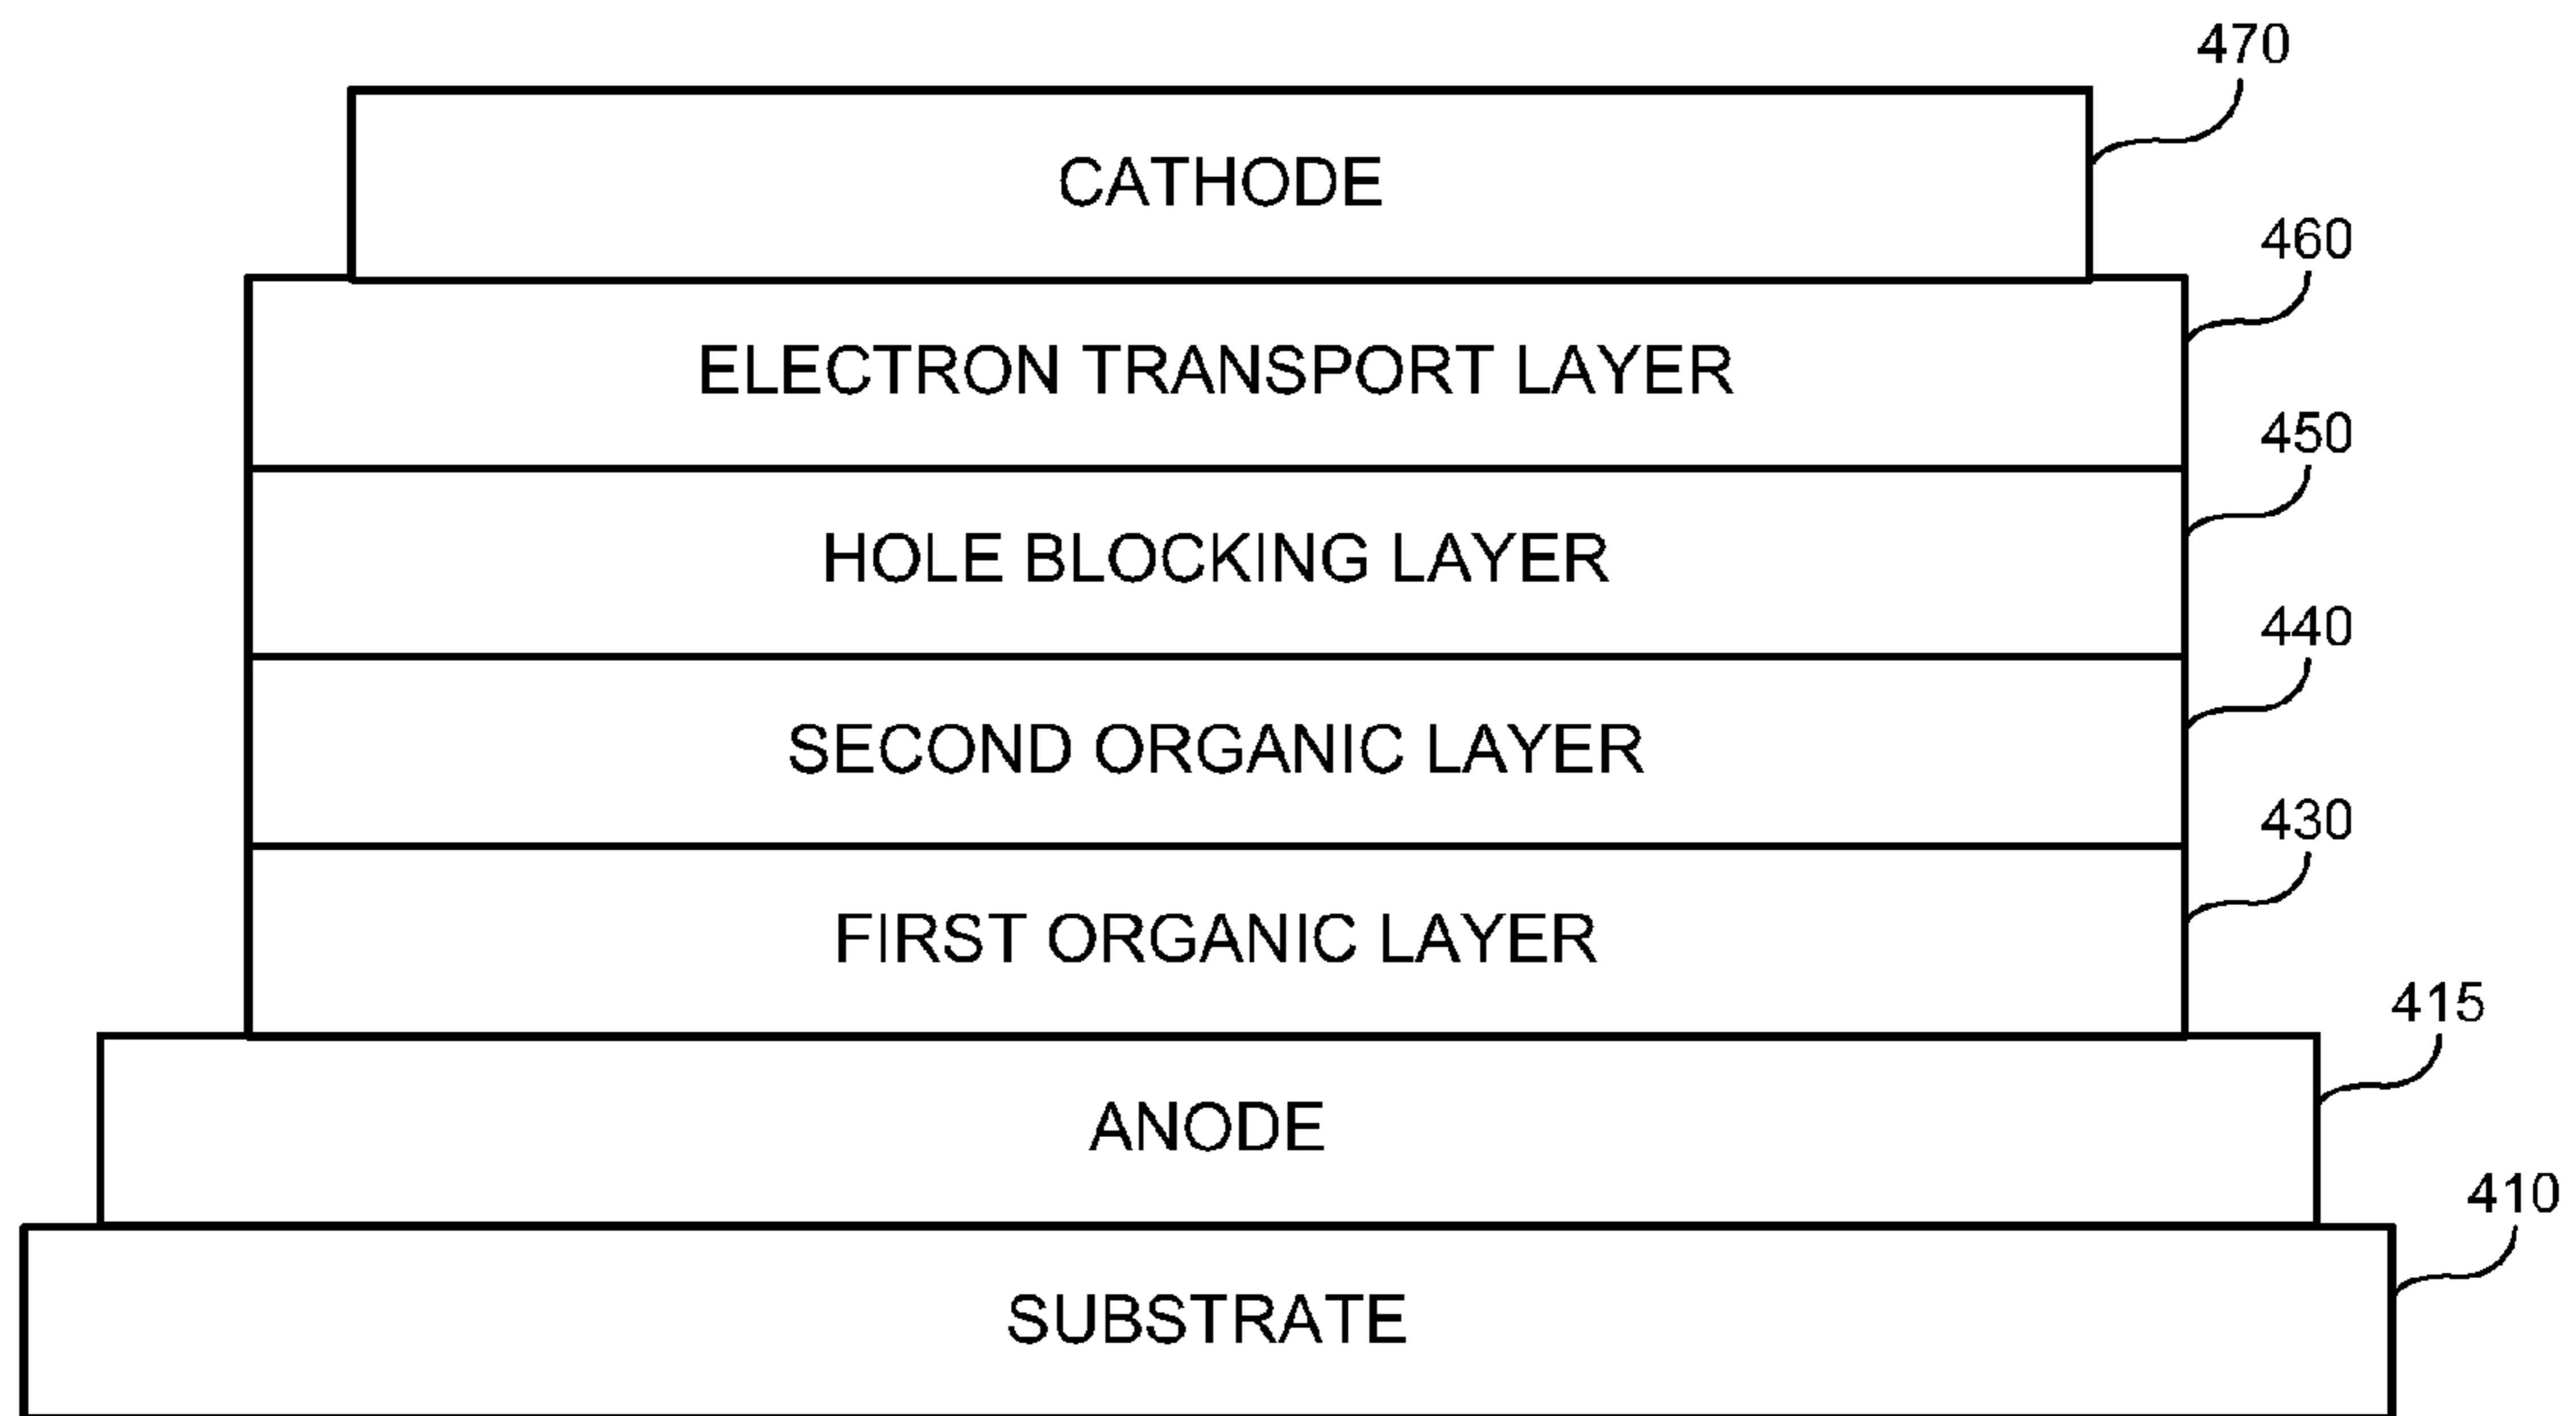 470
CATHODE
460
ELECTRON TRANSPORT LAYER
450
HOLE BLOCKING LAYER
440
SECOND ORGANIC LAYER
430
FIRST ORGANIC LAYER
415
ANODE
410
SUBSTRATE